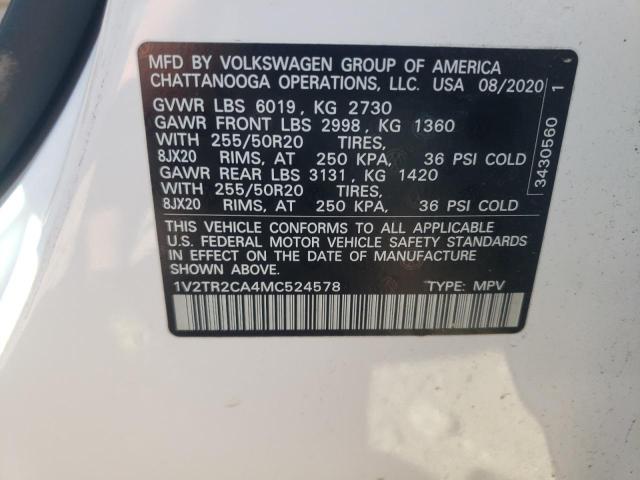 MFD BY VOLKSWAGEN GROUP OF AMERICA
CHATTANOOGA OPERATIONS, LLC. USA 08/2020
GVWR LBS 6019, KG 2730
GAWR FRONT LBS 2998, KG 1360
WITH 255/50R20 TIRES,
8JX20 RIMS, AT 250 KPA, 36 PSI COLD
GAWR REAR LBS 3131, KG 1420
WITH 255/50R20 TIRES,
8JX20 RIMS, AT 250 KPA, 36 PSI COLD
THIS VEHICLE CONFORMS TO ALL APPLICABLE
U.S. FEDERAL MOTOR VEHICLE SAFETY STANDARDS
IN EFFECT ON THE DATE OF MANUFACTURE
SHOWN ABOVE.
1V2TR2CA4MC524578 TYPE: MPV
3430560 1